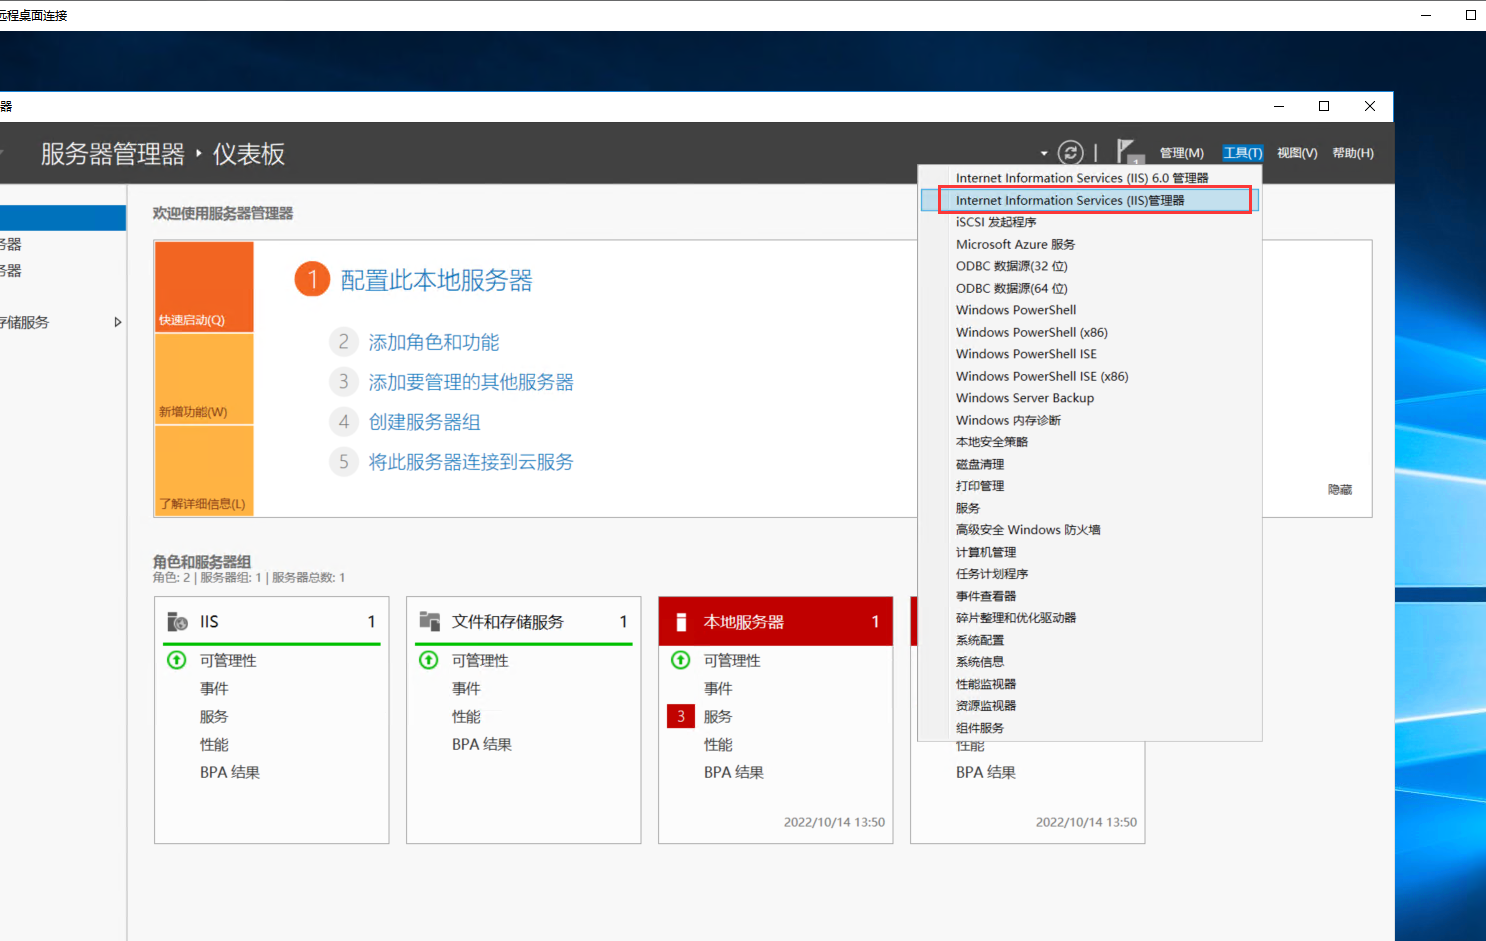 远程桌面连接
器
服务器管理器 ‣ 仪表板
1
管理(M)
工具(T)
视图(V)
帮助(H)
Internet Information Services (IIS) 6.0 管理器
Internet Information Services (IIS)管理器
iSCSI 发起程序
Microsoft Azure 服务
ODBC 数据源(32 位)
ODBC 数据源(64 位)
Windows PowerShell
Windows PowerShell (x86)
Windows PowerShell ISE
Windows PowerShell ISE (x86)
Windows Server Backup
Windows 内存诊断
本地安全策略
磁盘清理
打印管理
服务
高级安全 Windows 防火墙
计算机管理
任务计划程序
事件查看器
碎片整理和优化驱动器
系统配置
系统信息
性能监视器
资源监视器
组件服务
务器
务器
存储服务
欢迎使用服务器管理器
快速启动(Q)
新增功能(W)
了解详细信息(L)
1 配置此本地服务器
2 添加角色和功能
3 添加要管理的其他服务器
4 创建服务器组
5 将此服务器连接到云服务
隐藏
角色和服务器组
角色: 2 | 服务器组: 1 | 服务器总数: 1
IIS 1
可管理性
事件
服务
性能
BPA 结果
文件和存储服务 1
可管理性
事件
性能
BPA 结果
本地服务器 1
可管理性
事件
3 服务
性能
BPA 结果
2022/10/14 13:50
性能
BPA 结果
2022/10/14 13:50